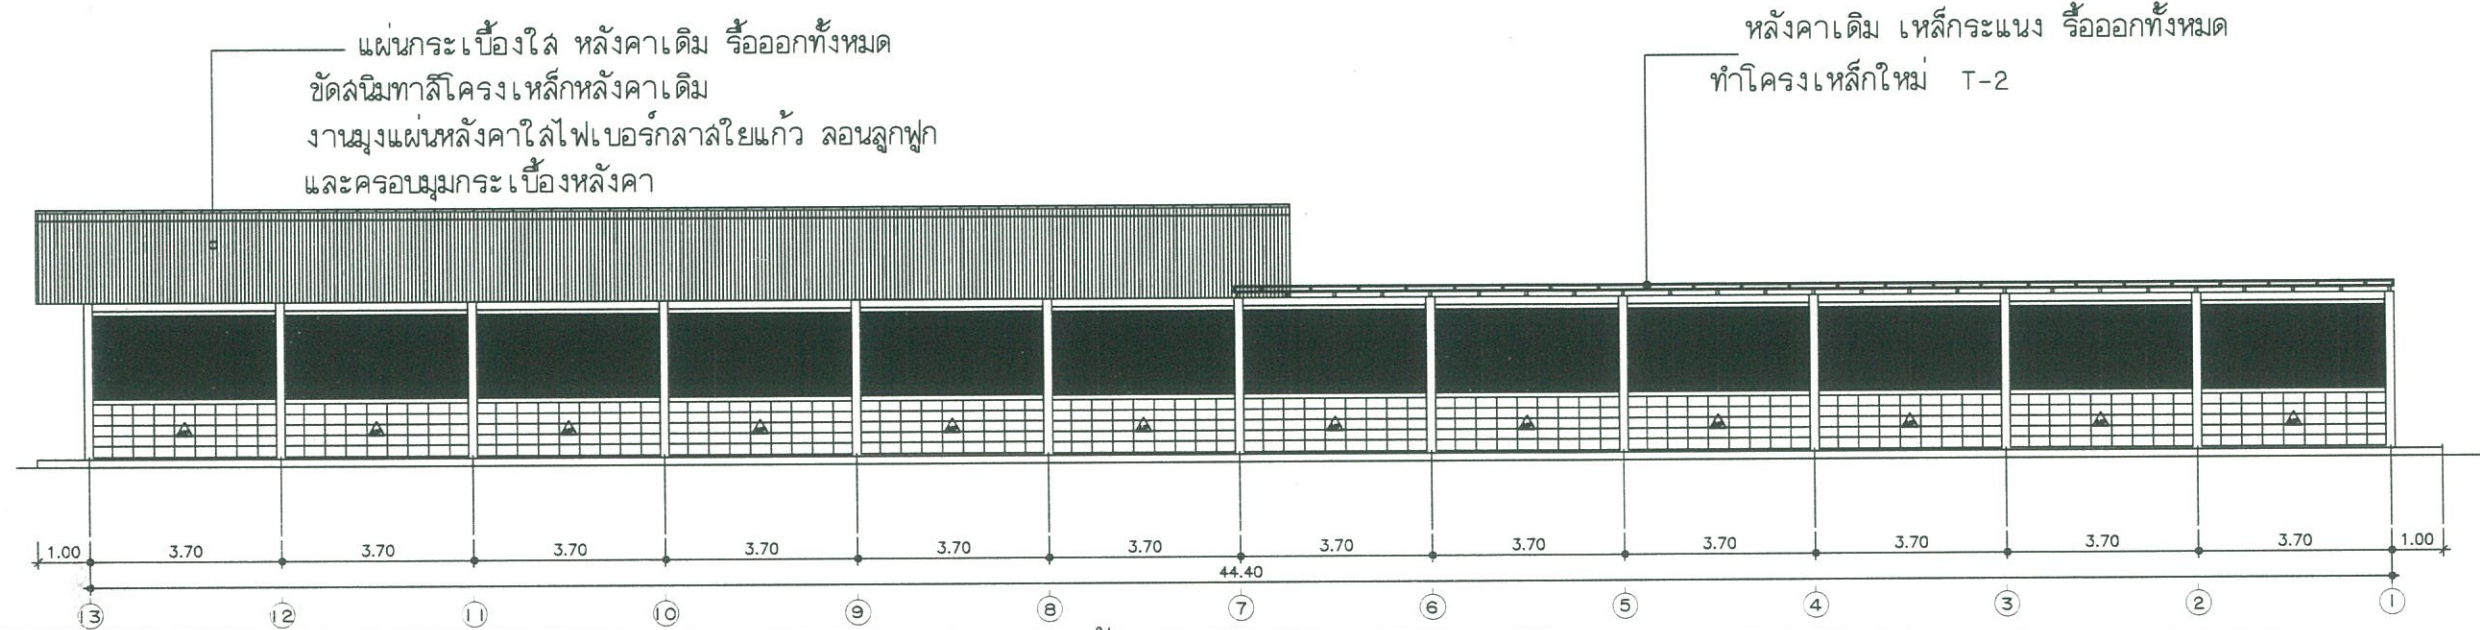 แผ่นกระเบื้องใส หลังคาเดิม รื้อออกทั้งหมด
ขัดสนิมทาสีโครงเหล็กหลังคาเดิม
งานมุงแผ่นหลังคาใสไฟเบอร์กลาสใยแก้ว ลอนลูกฟูก
และครอบมุมกระเบื้องหลังคา
หลังคาเดิม เหล็กระแนง รื้อออกทั้งหมด
ทำโครงเหล็กใหม่ T-2
1.00 3.70 3.70 3.70 3.70 3.70 3.70 3.70 3.70 3.70 3.70 3.70 3.70 1.00
44.40
13 12 11 10 9 8 7 6 5 4 3 2 1